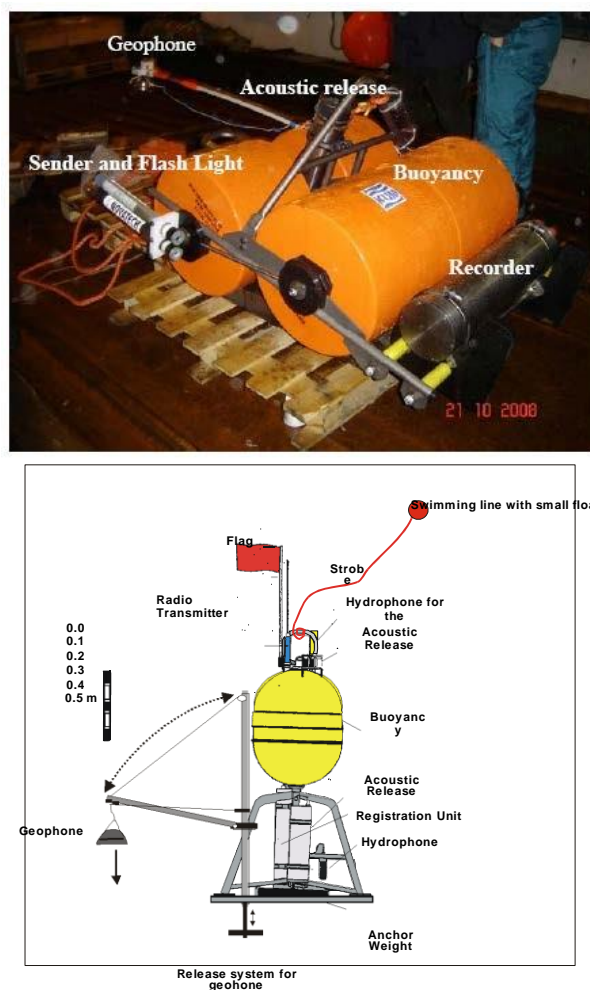 Geophone
Acoustic release
Sender and Flash Light
Buoyancy
Recorder
21 10 2008
Swimming line with small floa
Flag
Strob
e
Radio
Transmitter
Hydrophone for
the
Acoustic
Release
0.0
0.1
0.2
0.3
0.4
0.5 m
Buoyanc
y
Acoustic
Release
Registration Unit
Geophone
Hydrophone
Anchor
Weight
Release system for
geohone